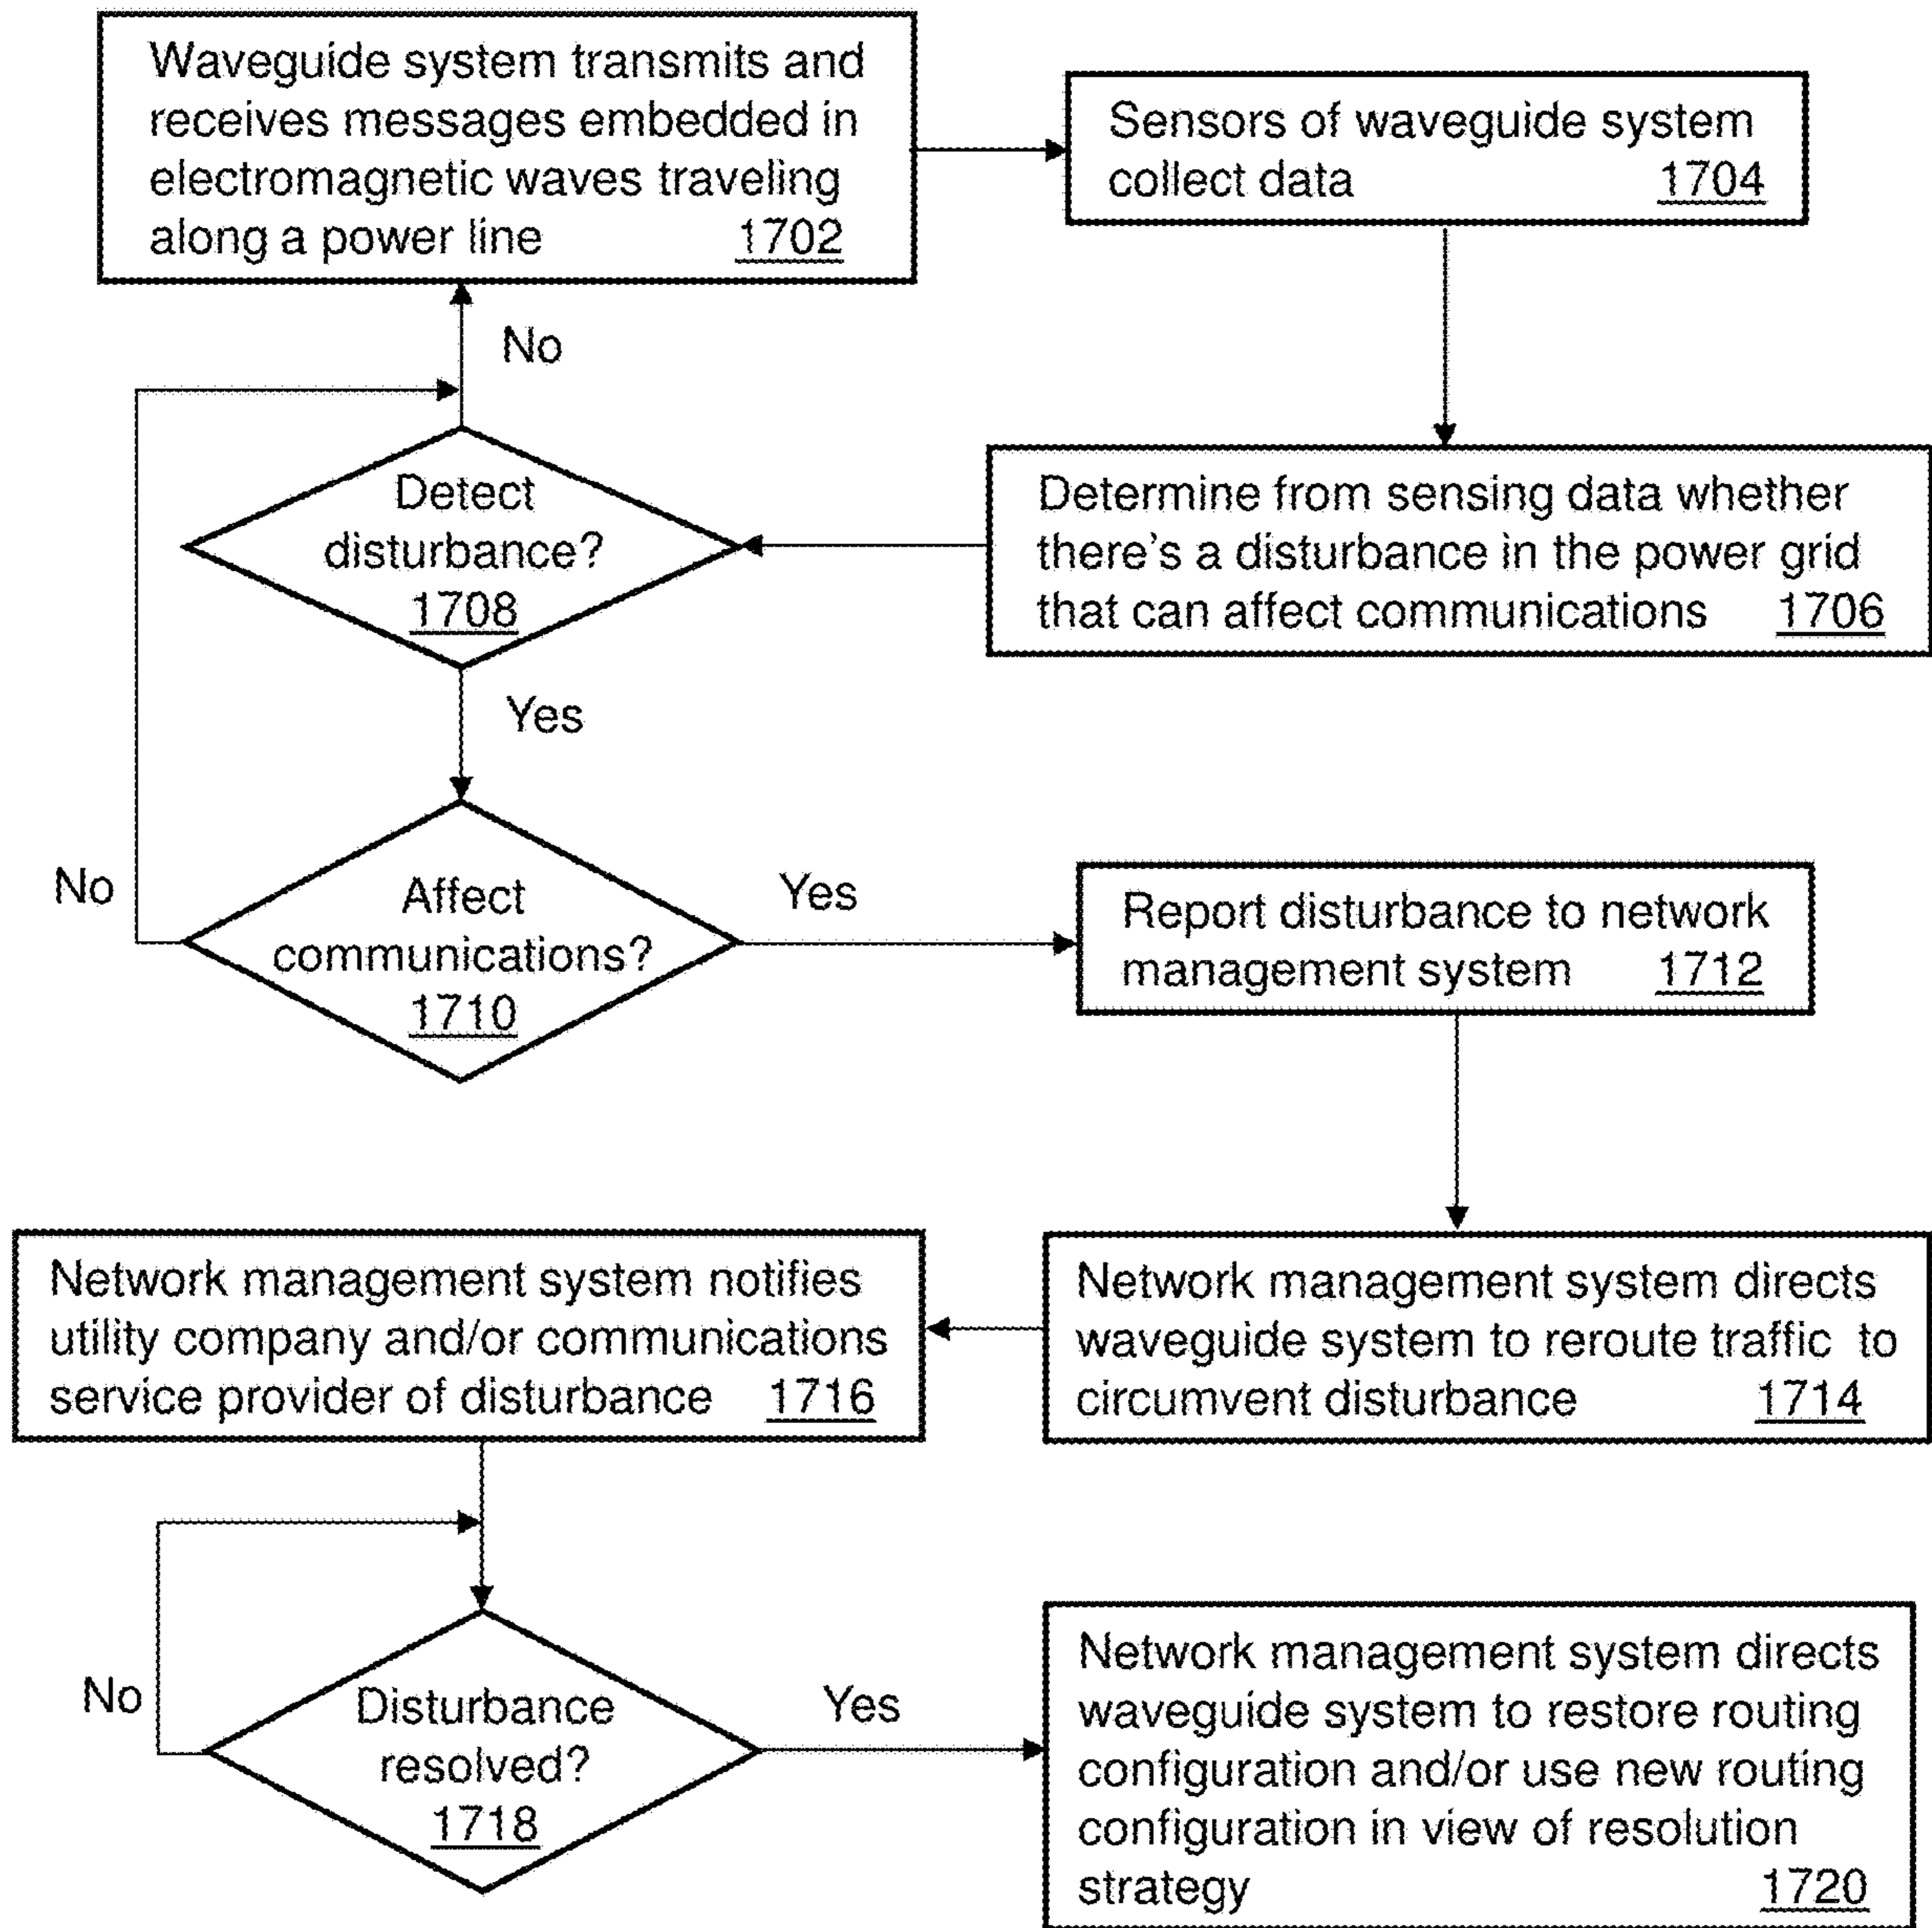 Waveguide system transmits and
receives messages embedded in
electromagnetic waves traveling
along a power line 1702
Sensors of waveguide system
collect data 1704
Determine from sensing data whether
there's a disturbance in the power grid
that can affect communications 1706
Detect
disturbance?
1708
No
Yes
Affect
communications?
1710
No
Yes
Report disturbance to network
management system 1712
Network management system directs
waveguide system to reroute traffic to
circumvent disturbance 1714
Network management system notifies
utility company and/or communications
service provider of disturbance 1716
Disturbance
resolved?
1718
No
Yes
Network management system directs
waveguide system to restore routing
configuration and/or use new routing
configuration in view of resolution
strategy 1720